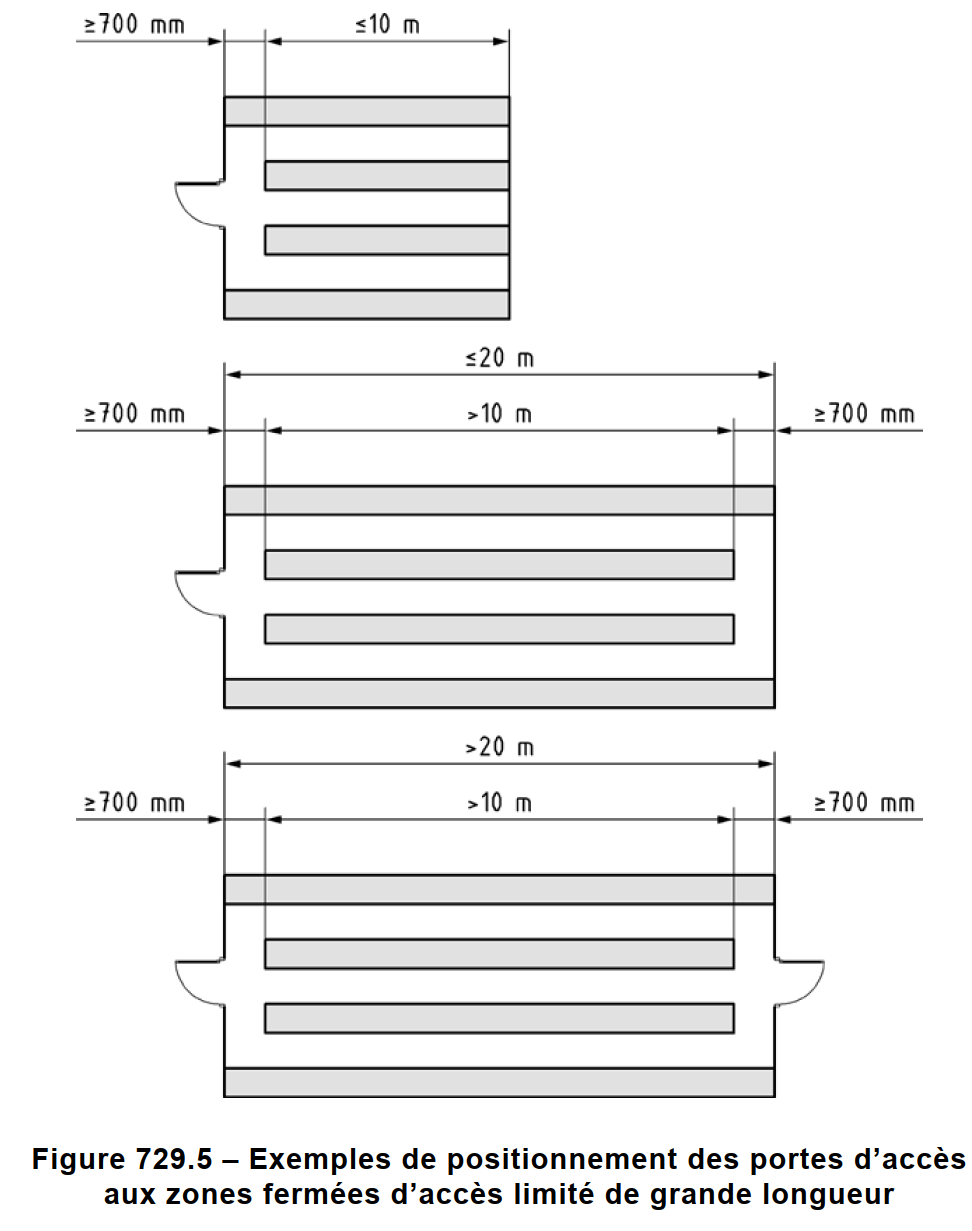 ≥700 mm ≤10 m
≤20 m
≥700 mm >10 m ≥700 mm
>20 m
≥700 mm >10 m ≥700 mm
Figure 729.5 – Exemples de positionnement des portes d’accès
aux zones fermées d’accès limité de grande longueur